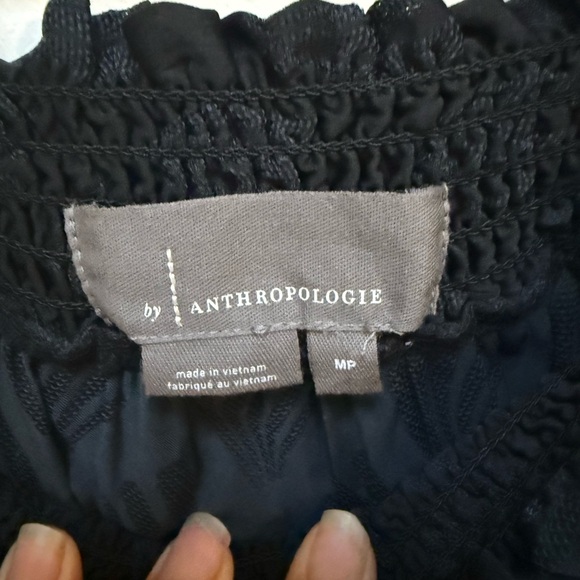 by ANTHROPOLOGIE
made in vietnam
fabriqué au vietnam
MP